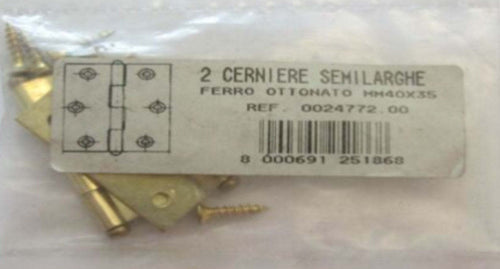 2 CERNIERE SEMILARGHE
FERRO OTTONATO MM40X35
REF. 0024772.00
8 000691 251868